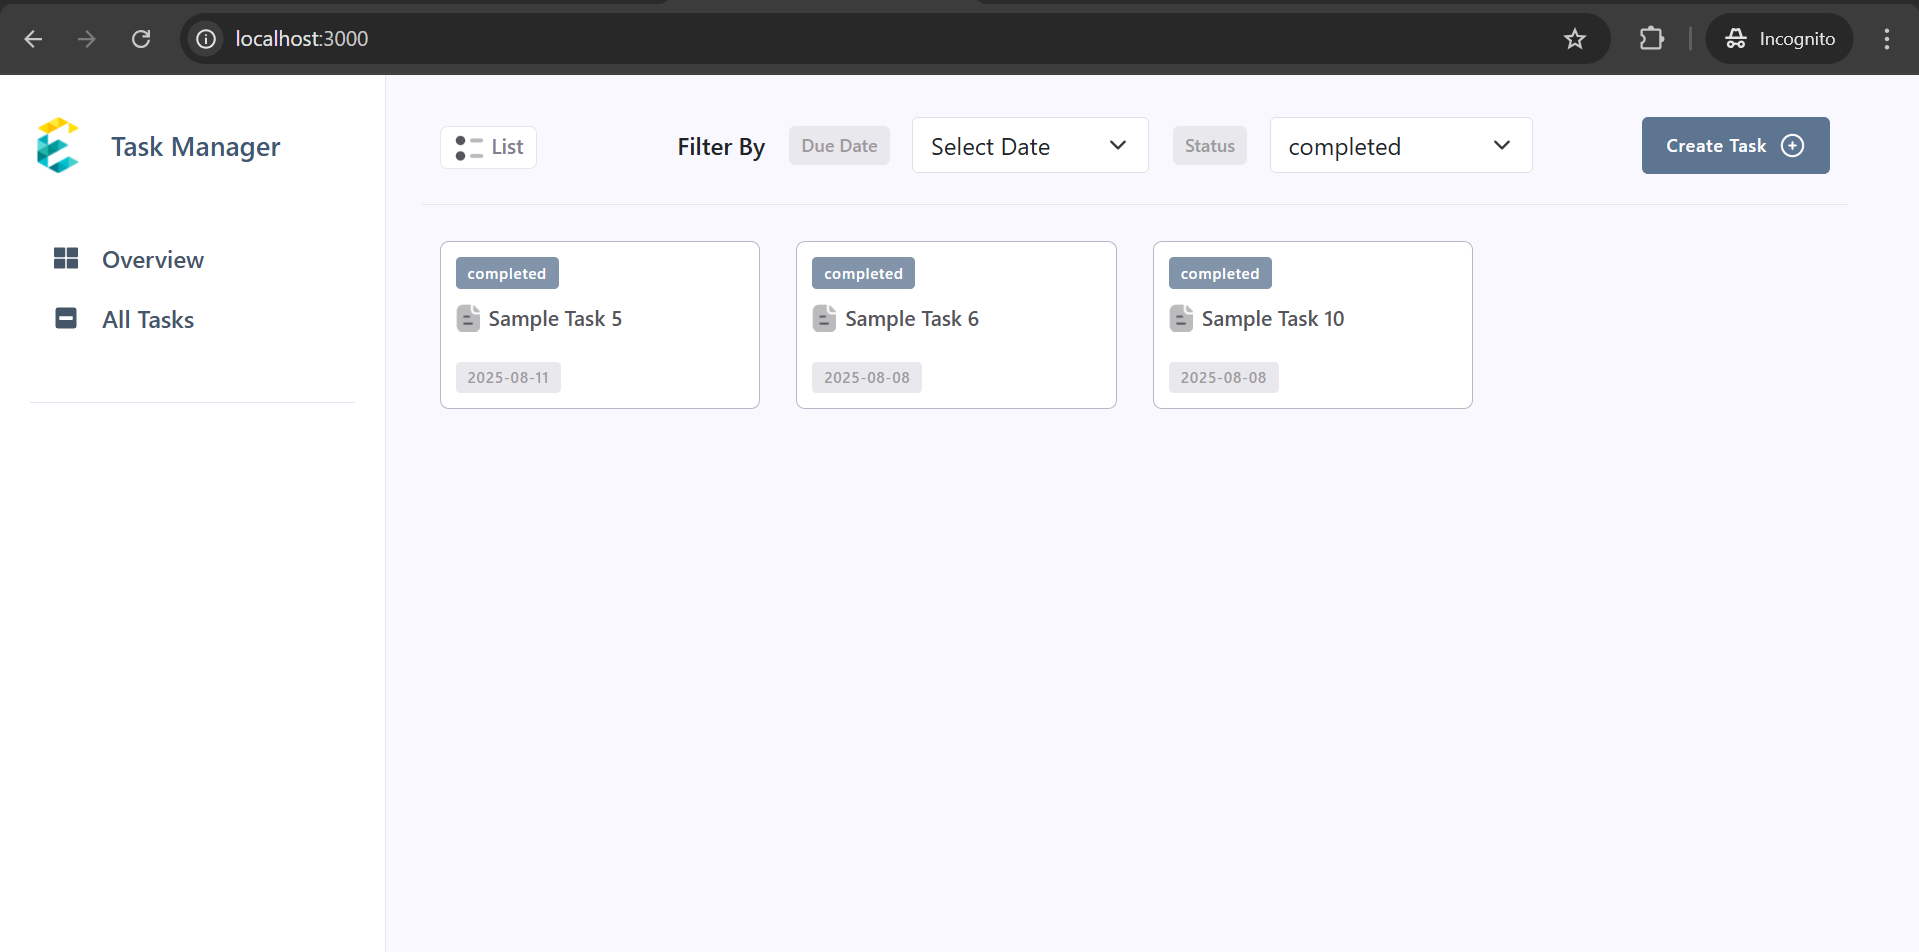 localhost:3000
Incognito
Task Manager
Overview
All Tasks
List
Filter By
Due Date
Select Date
Status
completed
Create Task
completed
Sample Task 5
2025-08-11
completed
Sample Task 6
2025-08-08
completed
Sample Task 10
2025-08-08